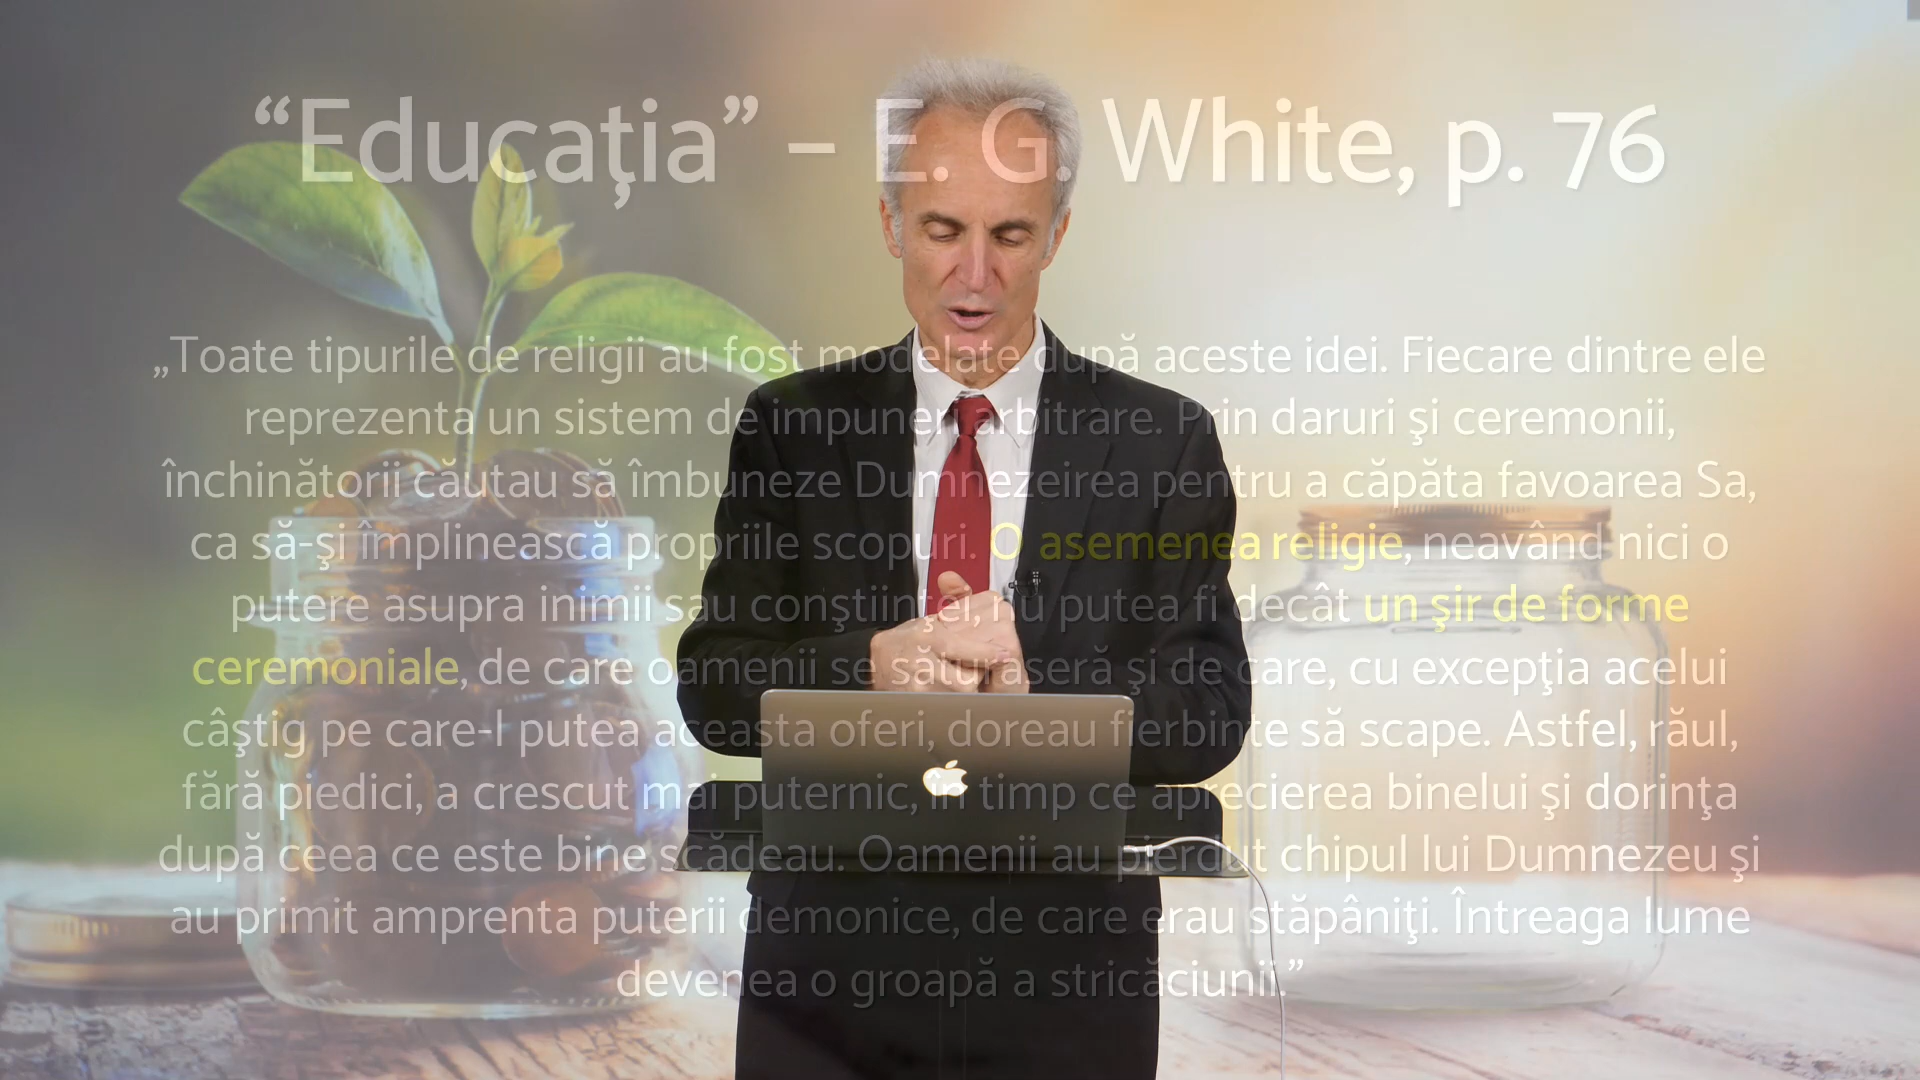 “Educaţia” – E. G. White, p. 76
„Toate tipurile de religii au fost modelate după aceste idei. Fiecare dintre ele
reprezenta un sistem de impuneri arbitrare. Prin daruri şi ceremonii,
închinătorii căutau să îmbuneze Dumnezeirea pentru a căpăta favoarea Sa,
ca să-şi împlinească propriile scopuri. O asemenea religie, neavând nici o
putere asupra inimii sau conştiinţei, nu putea fi decât un şir de forme
ceremoniale, de care oamenii se săturaseră şi de care, cu excepţia acelui
câştig pe care-l putea aceasta oferi, doreau fierbinte să scape. Astfel, răul,
fără piedici, a crescut mai puternic, în timp ce aprecierea binelui şi dorinţa
după ceea ce este bine scădeau. Oamenii au pierdut chipul lui Dumnezeu şi
au primit amprenta puterii demonice, de care erau stăpâniţi. Întreaga lume
devenea o groapă a stricăciunii.”